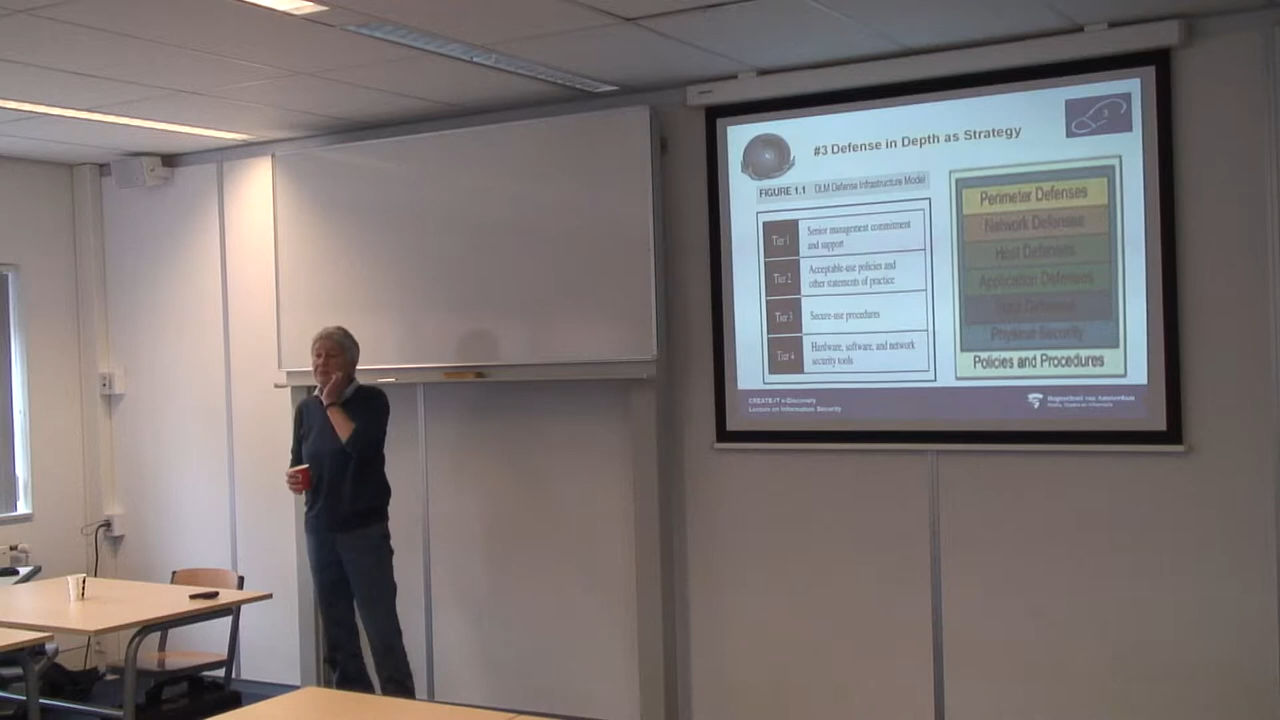 #3 Defense in Depth as Strategy
FIGURE 1.1 DLM Defense Infrastructure Model
Tier 1
Senior management commitment
and support
Tier 2
Acceptable-use policies and
other statements of practice
Tier 3
Secure-use procedures
Tier 4
Hardware, software, and network
security tools
Perimeter Defenses
Network Defenses
Host Defenses
Application Defenses
Physical Security
Policies and Procedures
CREATE-IT e-Discovery
Lecture on Information Security
Hogeschool van Amsterdam